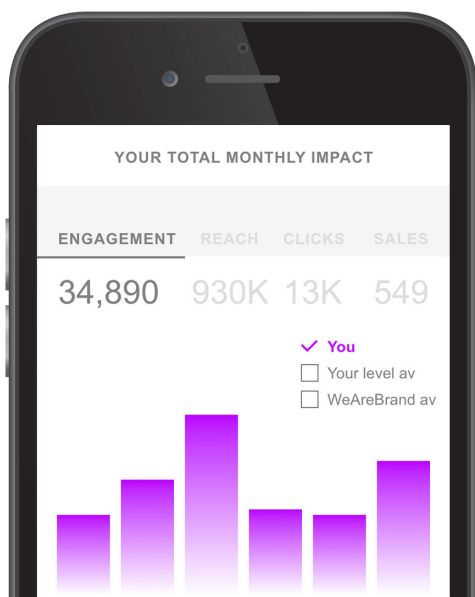 YOUR TOTAL MONTHLY IMPACT
ENGAGEMENT REACH CLICKS SALES
34,890 930K 13K 549
You
Your level av
WeAreBrand av